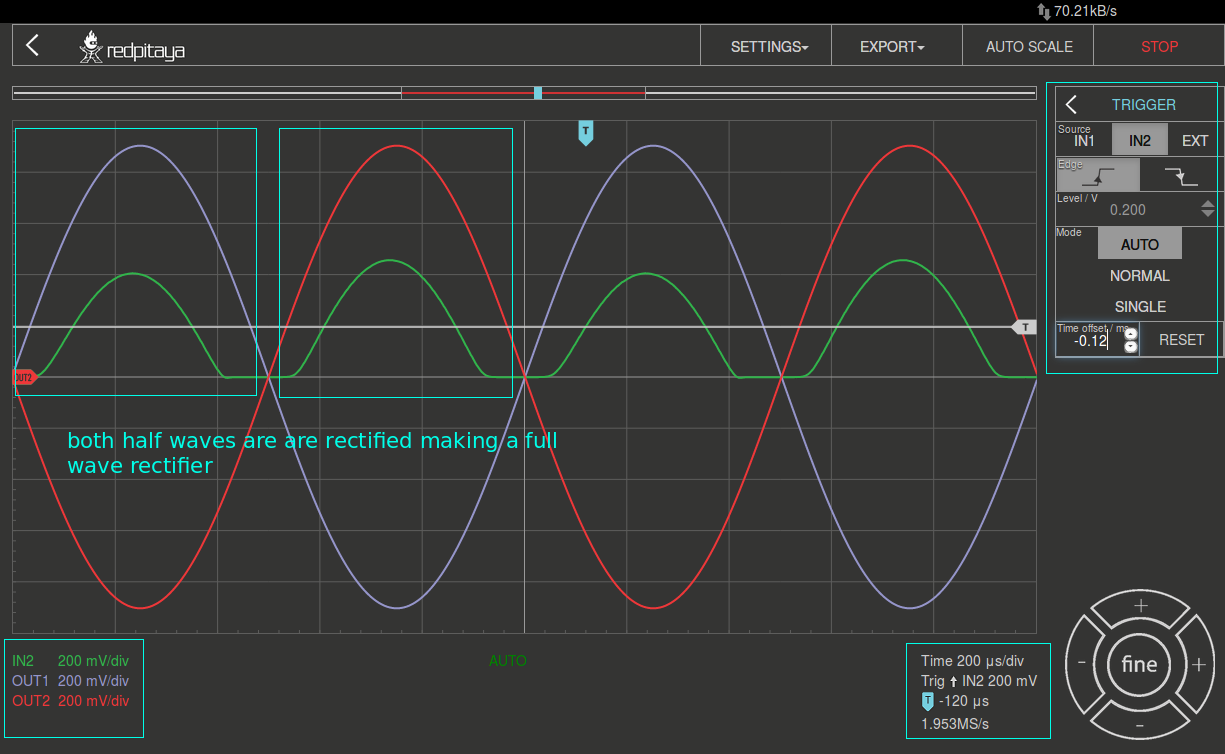 70.21kB/s
redpitaya SETTINGS EXPORT AUTO SCALE STOP
TRIGGER
Source
IN1 IN2 EXT
Edge
Level / V
0.200
Mode
AUTO
NORMAL
SINGLE
Time offset / ms
-0.12 RESET
T
T
OUT2
both half waves are are rectified making a full
wave rectifier
IN2 200 mV/div
OUT1 200 mV/div
OUT2 200 mV/div
AUTO
Time 200 µs/div
Trig IN2 200 mV
T -120 µs
1.953MS/s
+
- fine +
-